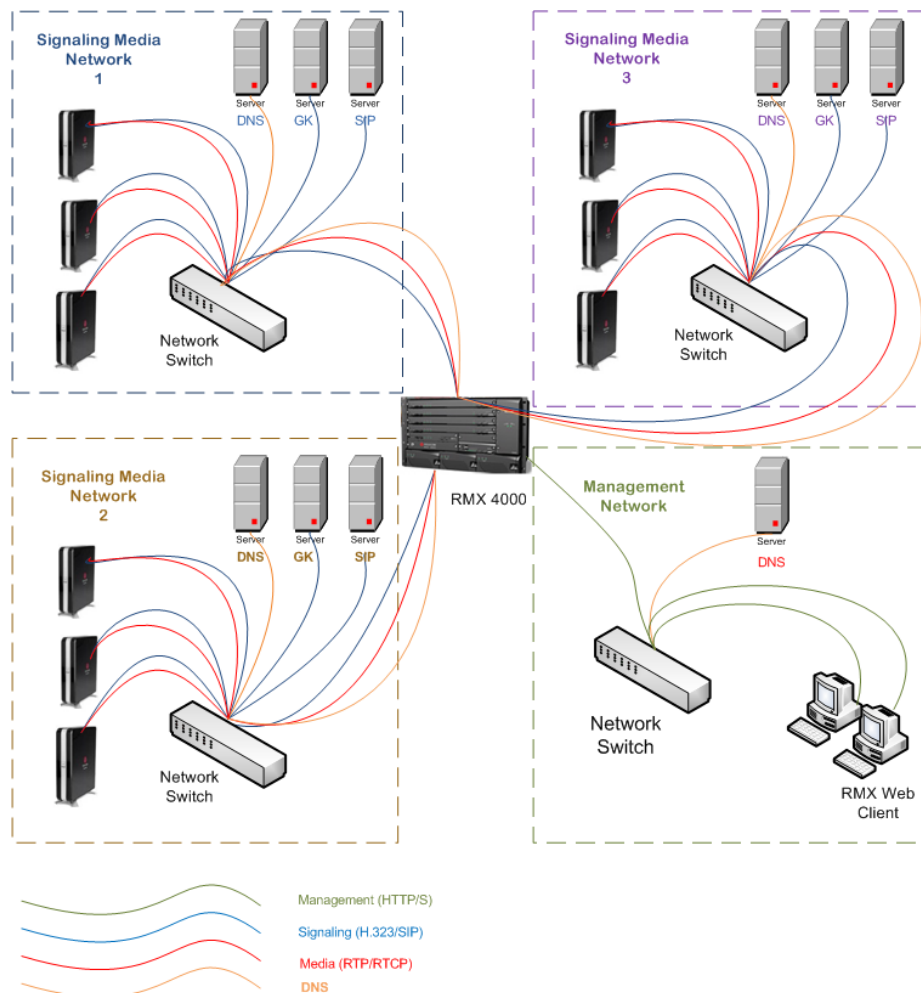 Signaling Media
Network
1
Server
DNS
Server
GK
Server
SIP
Network
Switch
Signaling Media
Network
3
Server
DNS
Server
GK
Server
SIP
Network
Switch
RMX 4000
Signaling Media
Network
2
Server
DNS
Server
GK
Server
SIP
Network
Switch
Management
Network
Server
DNS
Network
Switch
RMX Web
Client
Management (HTTP/S)
Signaling (H.323/SIP)
Media (RTP/RTCP)
DNS